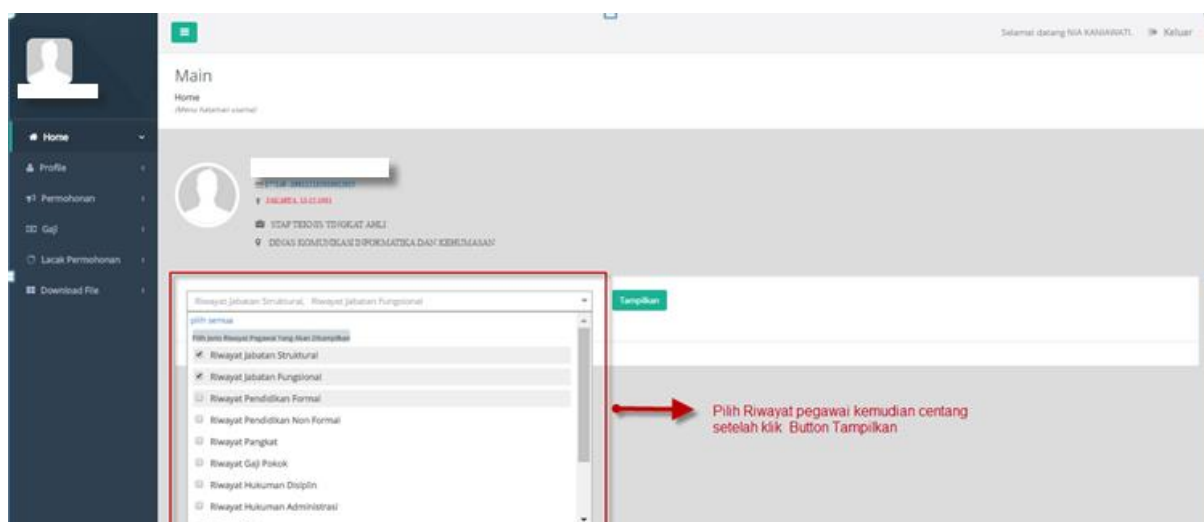 Selamat datang NIA KANIAWATI.
Keluar
Main
Home
Home
Profile
Permohonan
Gaji
Lacak Permohonan
Download File
JAKARTA,
STAF TEKNIS TINGKAT AHLI
DINAS KOMUNIKASI INFORMATIKA DAN KEHUMASAN
Riwayat Jabatan Struktural, Riwayat Jabatan Fungsional
Tampilkan
pilih semua
Pilih Jenis Riwayat Pegawai Yang Akan Ditampilkan
Riwayat Jabatan Struktural
Riwayat Jabatan Fungsional
Riwayat Pendidikan Formal
Riwayat Pendidikan Non Formal
Riwayat Pangkat
Riwayat Gaji Pokok
Riwayat Hukuman Disiplin
Riwayat Hukuman Administrasi
Pilih Riwayat pegawai kemudian centang
setelah klik Button Tampilkan